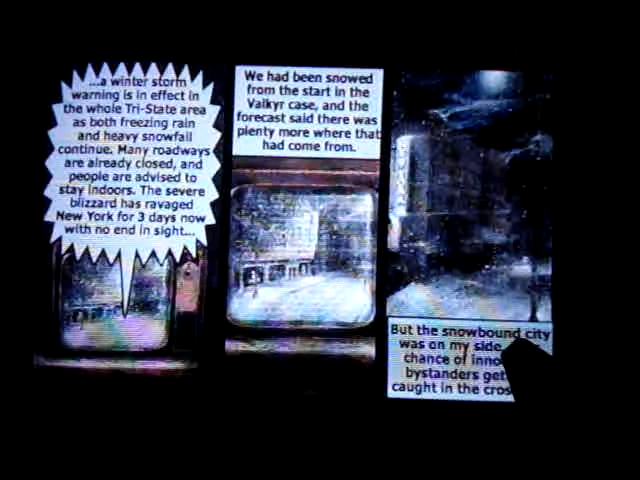 ...a winter storm
warning is in effect in
the whole Tri-State area
as both freezing rain
and heavy snowfall
continue. Many roadways
are already closed, and
people are advised to
stay indoors. The severe
blizzard has ravaged
New York for 3 days now
with no end in sight...
We had been snowed
from the start in the
Valkyr case, and the
forecast said there was
plenty more where that
had come from.
But the snowbound city
was on my side
chance of
bystanders
caught in the